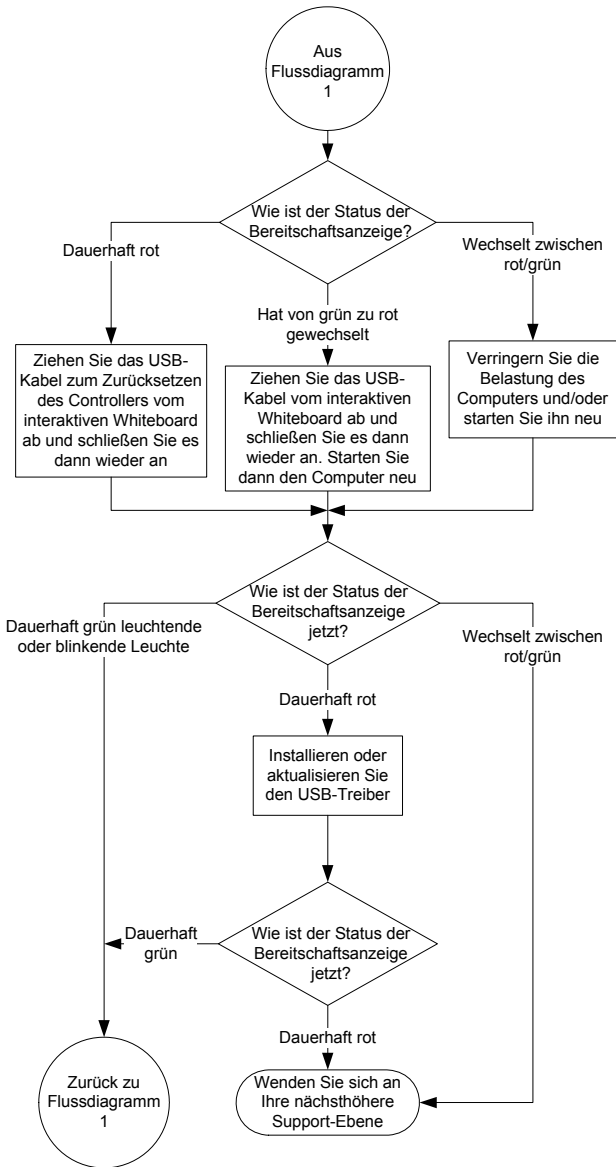 Aus
Flussdiagramm
1
Wie ist der Status der
Bereitschaftsanzeige?
Dauerhaft rot
Wechselt zwischen
rot/grün
Hat von grün zu rot
gewechselt
Ziehen Sie das USB-
Kabel zum Zurücksetzen
des Controllers vom
interaktiven Whiteboard
ab und schließen Sie es
dann wieder an
Ziehen Sie das USB-
Kabel vom interaktiven
Whiteboard ab und
schließen Sie es dann
wieder an. Starten Sie
dann den Computer neu
Verringern Sie die
Belastung des
Computers und/oder
starten Sie ihn neu
Wie ist der Status der
Bereitschaftsanzeige
jetzt?
Dauerhaft grün leuchtende
oder blinkende Leuchte
Wechselt zwischen
rot/grün
Dauerhaft rot
Installieren oder
aktualisieren Sie
den USB-Treiber
Wie ist der Status der
Bereitschaftsanzeige
jetzt?
Dauerhaft
grün
Dauerhaft rot
Zurück zu
Flussdiagramm
1
Wenden Sie sich an
Ihre nächsthöhere
Support-Ebene